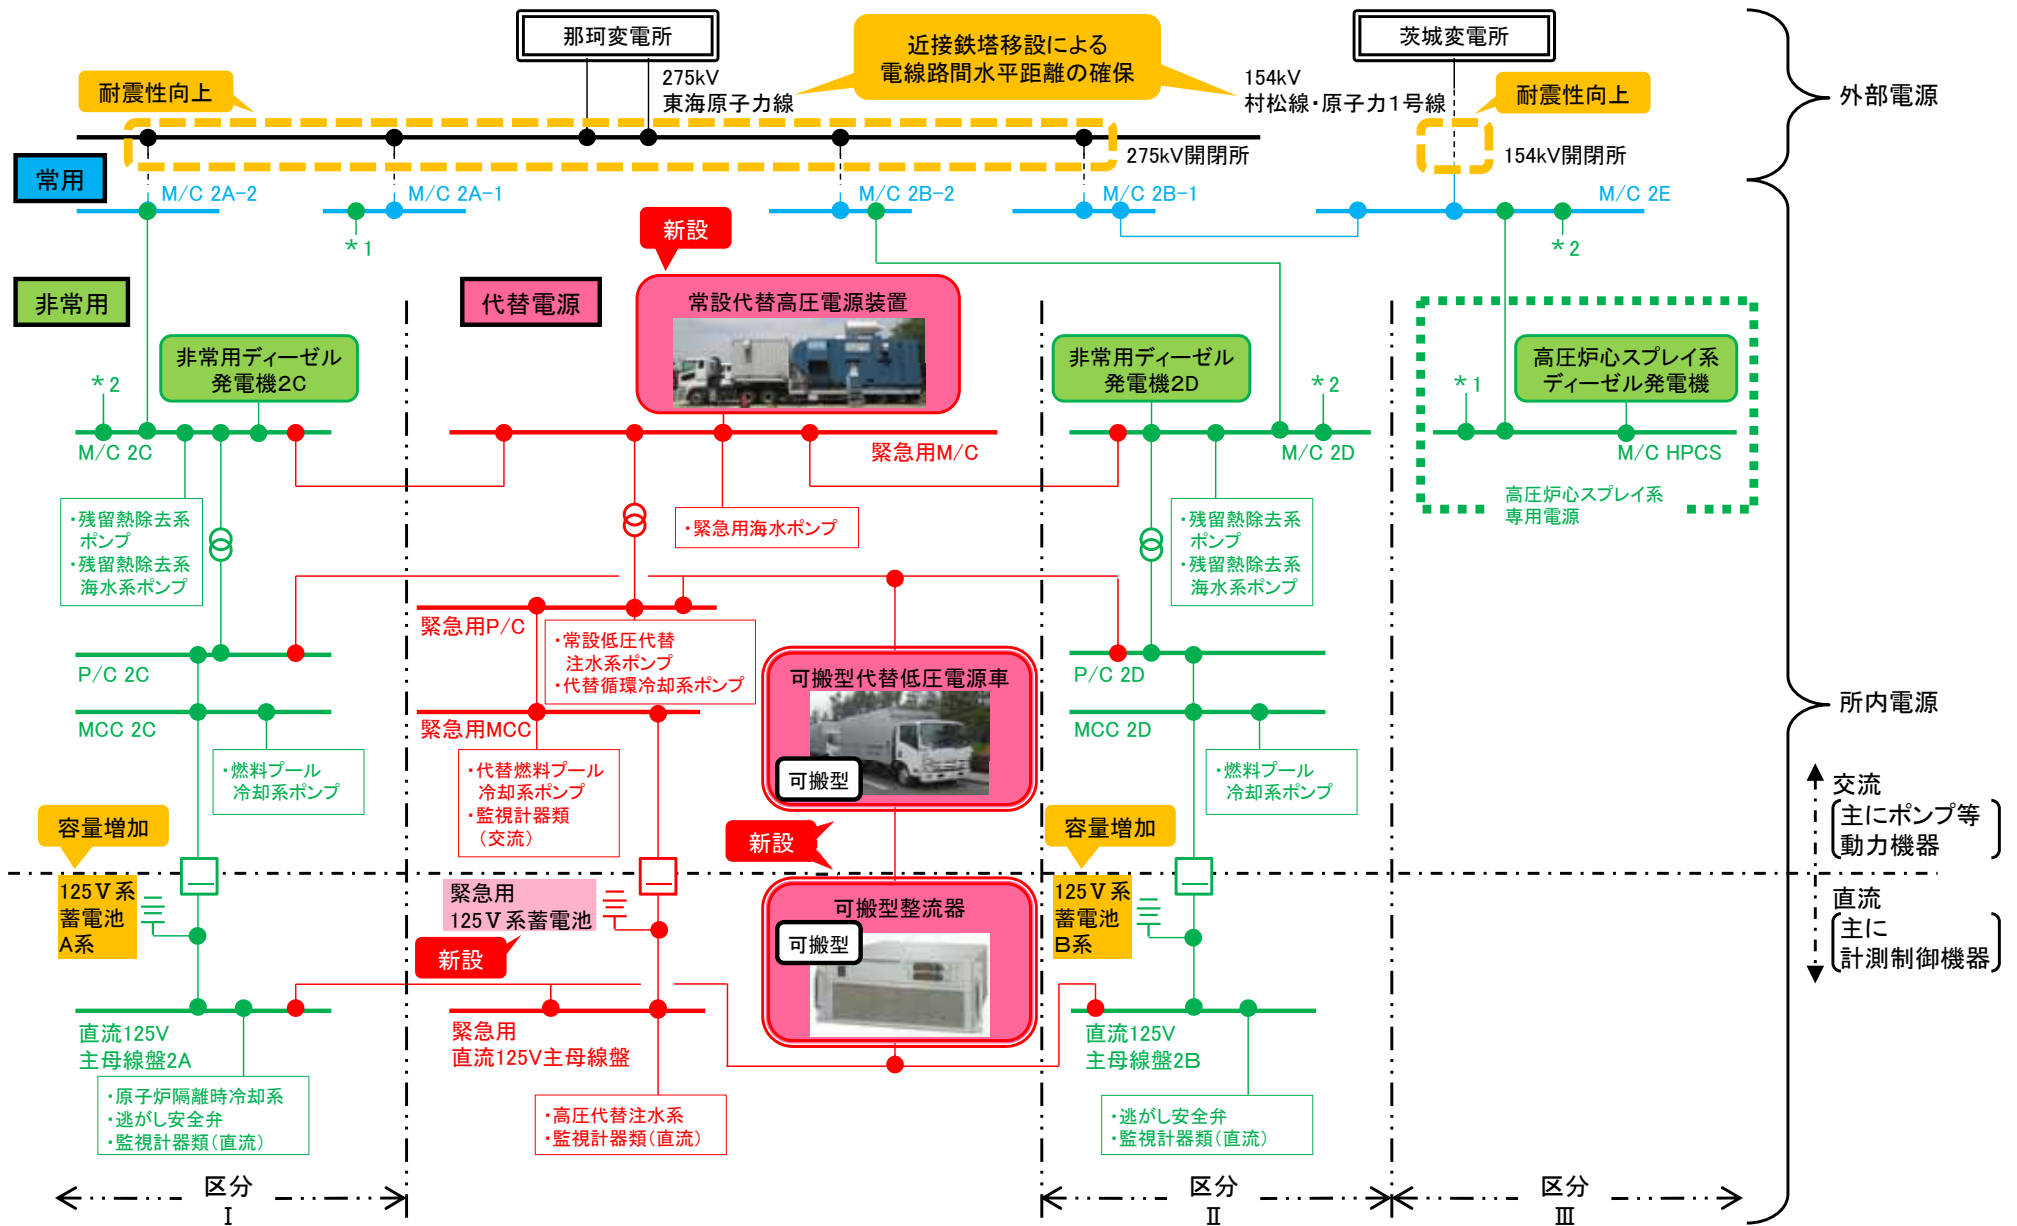 那珂変電所
近接鉄塔移設による
電線路間水平距離の確保
茨城変電所
275kV
東海原子力線
154kV
村松線・原子力1号線
耐震性向上
耐震性向上
外部電源
275kV開閉所
154kV開閉所
常用
M/C 2A-2
M/C 2A-1
M/C 2B-2
M/C 2B-1
M/C 2E
*1
*2
新設
非常用
代替電源
常設代替高圧電源装置
非常用ディーゼル
発電機2C
非常用ディーゼル
発電機2D
高圧炉心スプレイ系
ディーゼル発電機
*2
*2
*1
M/C 2C
緊急用M/C
M/C 2D
M/C HPCS
高圧炉心スプレイ系
専用電源
・残留熱除去系
ポンプ
・残留熱除去系
海水系ポンプ
・緊急用海水ポンプ
・残留熱除去系
ポンプ
・残留熱除去系
海水系ポンプ
緊急用P/C
・常設低圧代替
注水系ポンプ
・代替循環冷却系ポンプ
P/C 2C
可搬型代替低圧電源車
可搬型
P/C 2D
所内電源
MCC 2C
緊急用MCC
MCC 2D
・燃料プール
冷却系ポンプ
・代替燃料プール
冷却系ポンプ
・監視計器類
(交流)
・燃料プール
冷却系ポンプ
交流
主にポンプ等
動力機器
容量増加
新設
容量増加
125V系
蓄電池
A系
緊急用
125V系蓄電池
新設
可搬型整流器
可搬型
125V系
蓄電池
B系
直流
主に
計測制御機器
直流125V
主母線盤2A
緊急用
直流125V主母線盤
直流125V
主母線盤2B
・原子炉隔離時冷却系
・逃がし安全弁
・監視計器類(直流)
・高圧代替注水系
・監視計器類(直流)
・逃がし安全弁
・監視計器類(直流)
区分
Ⅰ
区分
Ⅱ
区分
Ⅲ